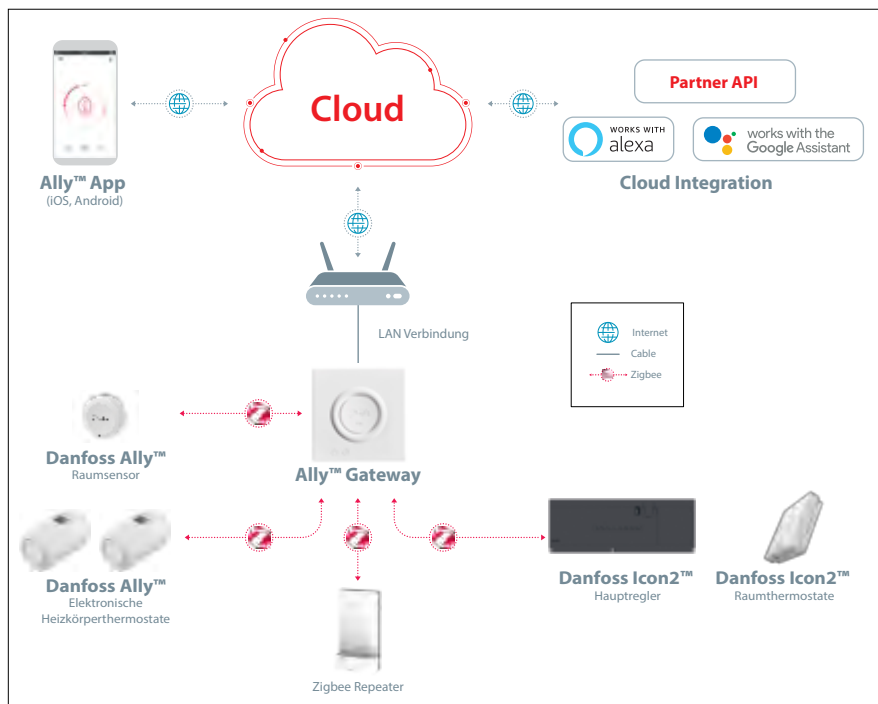 Cloud
Partner API
WORKS WITH
alexa
works with the
Google Assistant
Ally™ App
(iOS, Android)
Cloud Integration
LAN Verbindung
Internet
Cable
Zigbee
Danfoss Ally™
Raumsensor
Ally™ Gateway
Danfoss Ally™
Elektronische
Heizkörperthermostate
Danfoss Icon2™
Hauptregler
Danfoss Icon2™
Raumthermostate
Zigbee Repeater